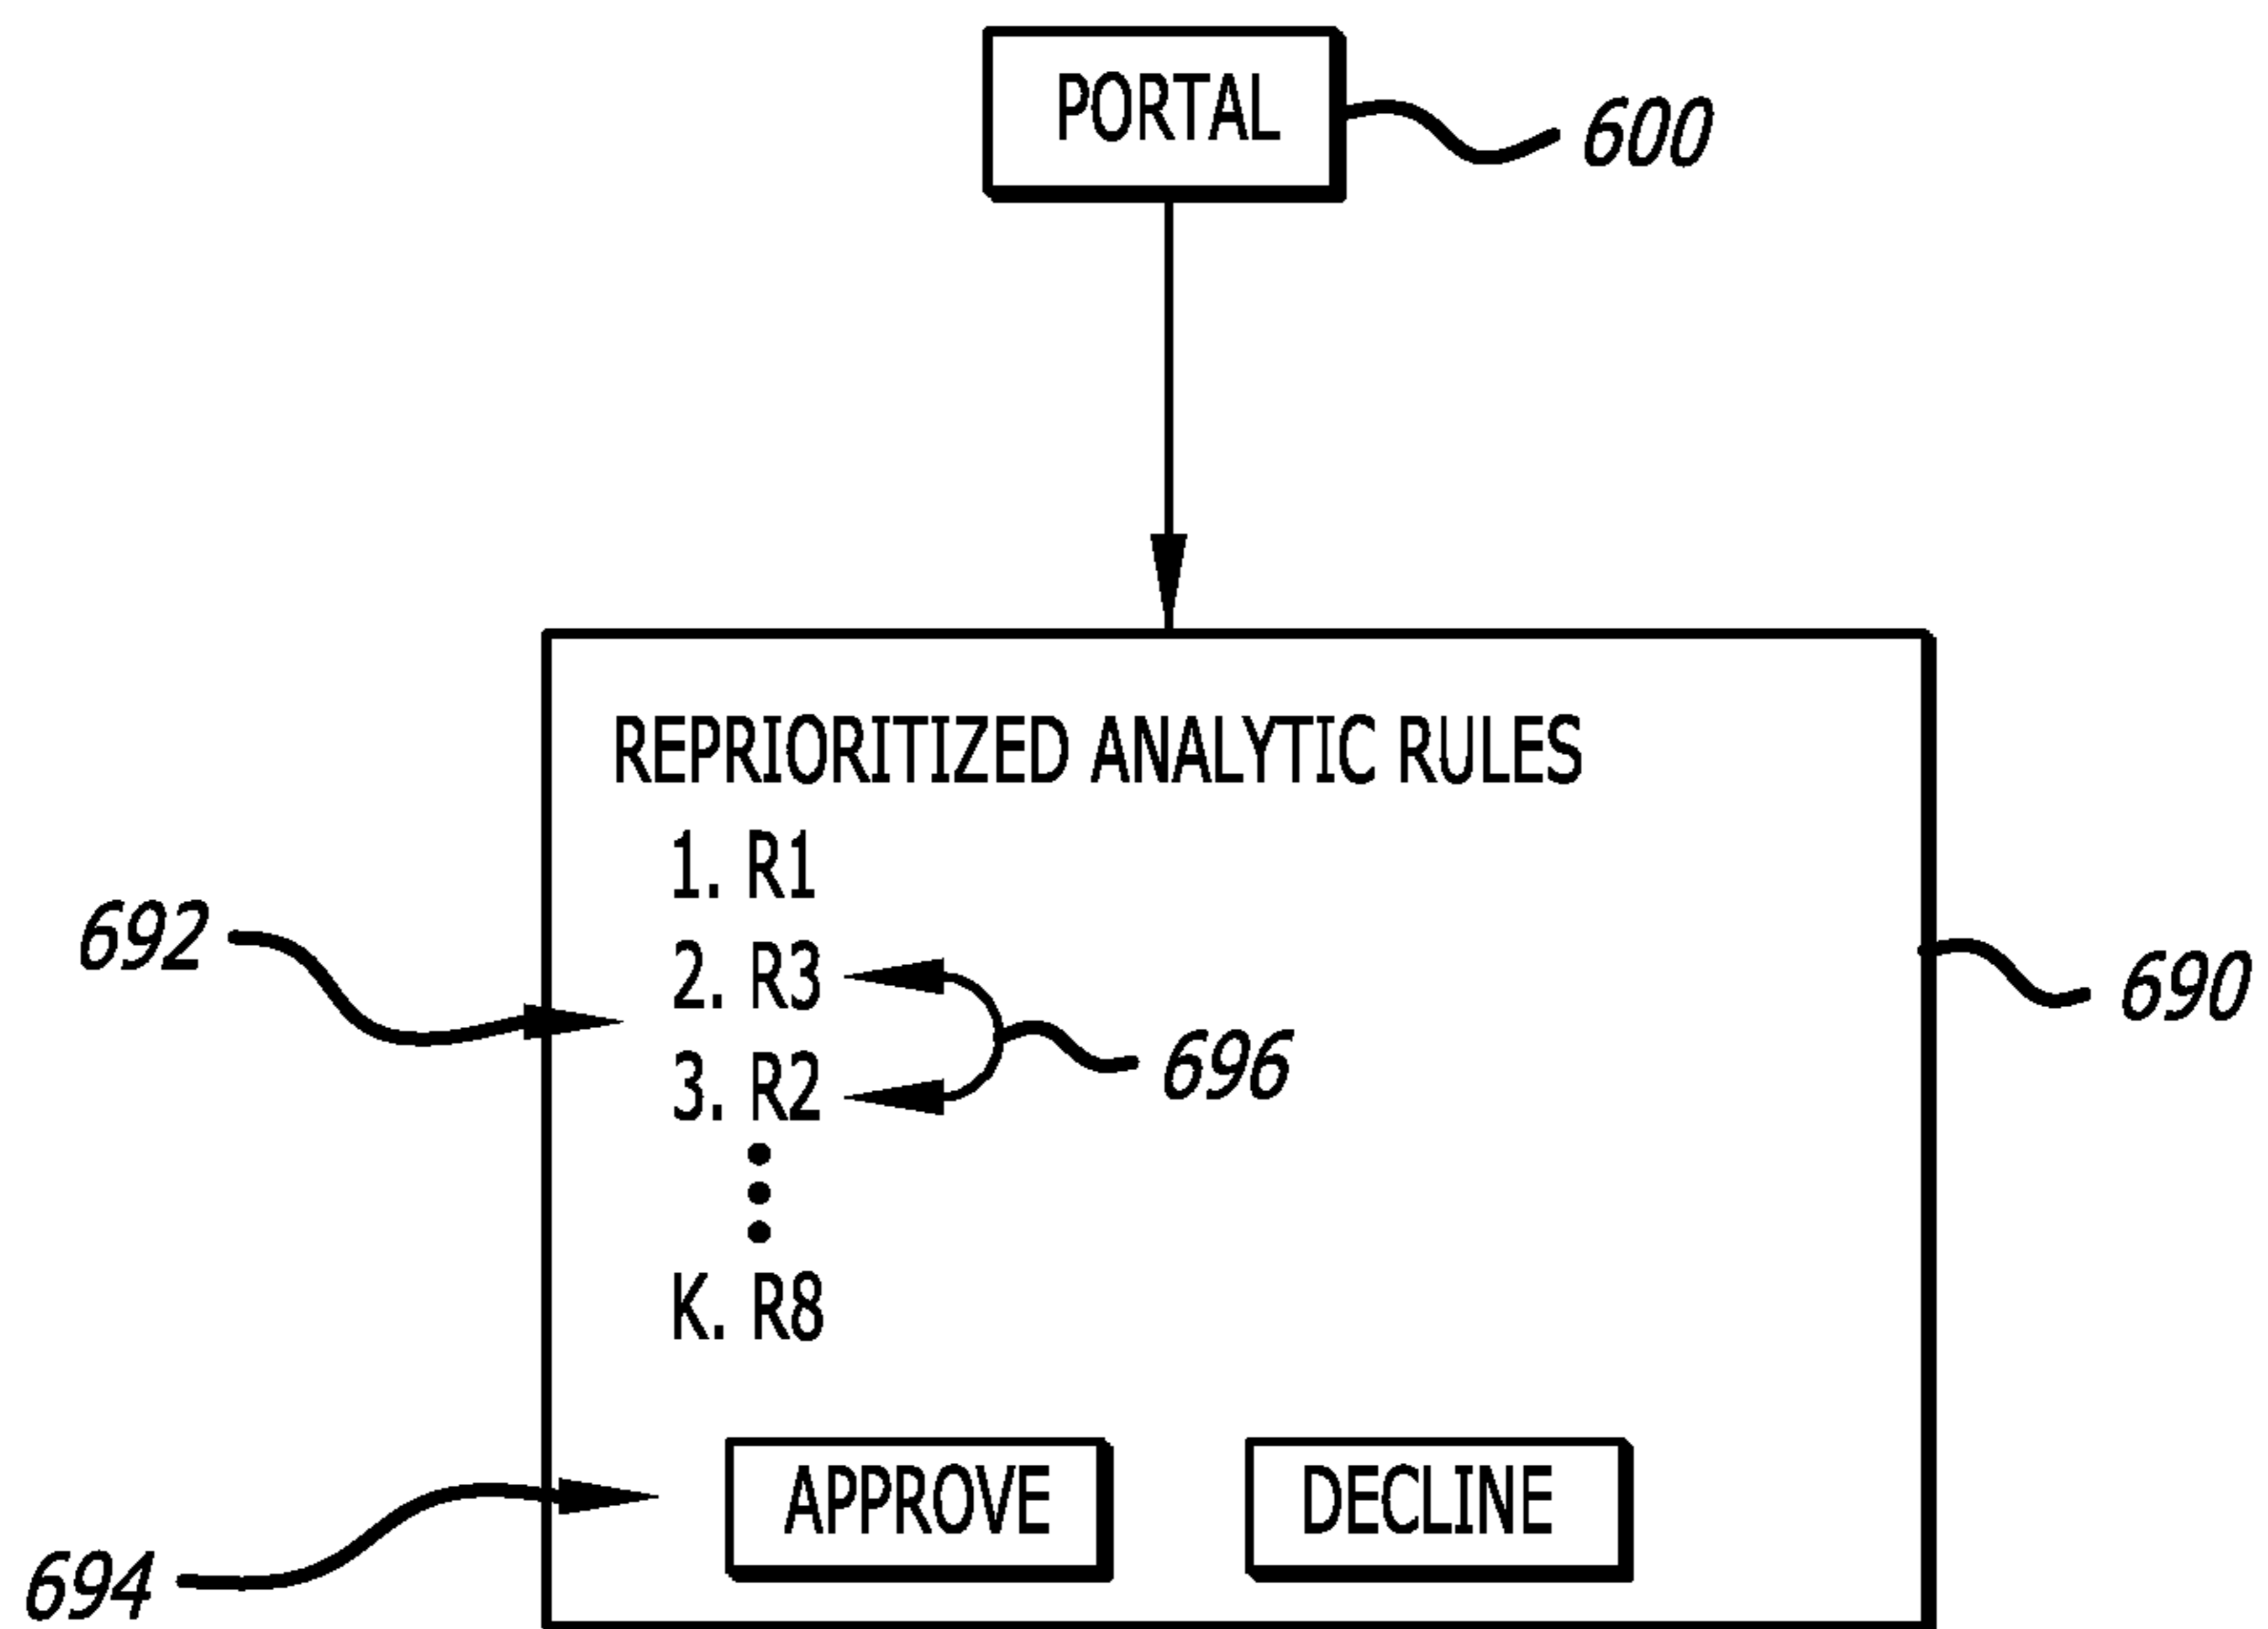 PORTAL
600
REPRIORITIZED ANALYTIC RULES
1. R1
692
2. R3
690
696
3. R2
K. R8
APPROVE DECLINE
694